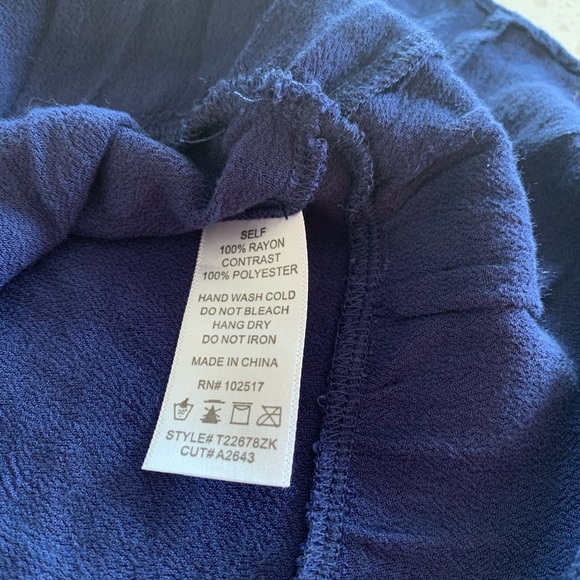 SELF
100% RAYON
CONTRAST
100% POLYESTER
HAND WASH COLD
DO NOT BLEACH
HANG DRY
DO NOT IRON
MADE IN CHINA
RN# 102517
STYLE# T22678ZK
CUT# A2643